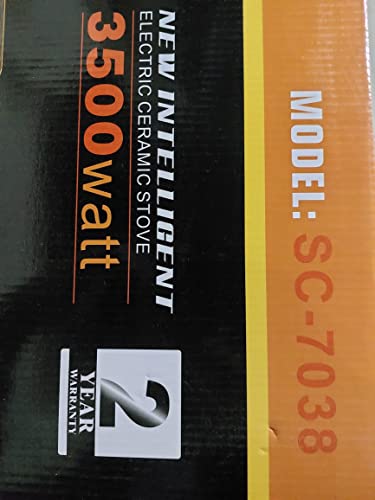 MODEL: SC-7038
NEW INTELLIGENT
ELECTRIC CERAMIC STOVE
3500watt
2
YEAR
WARRANTY